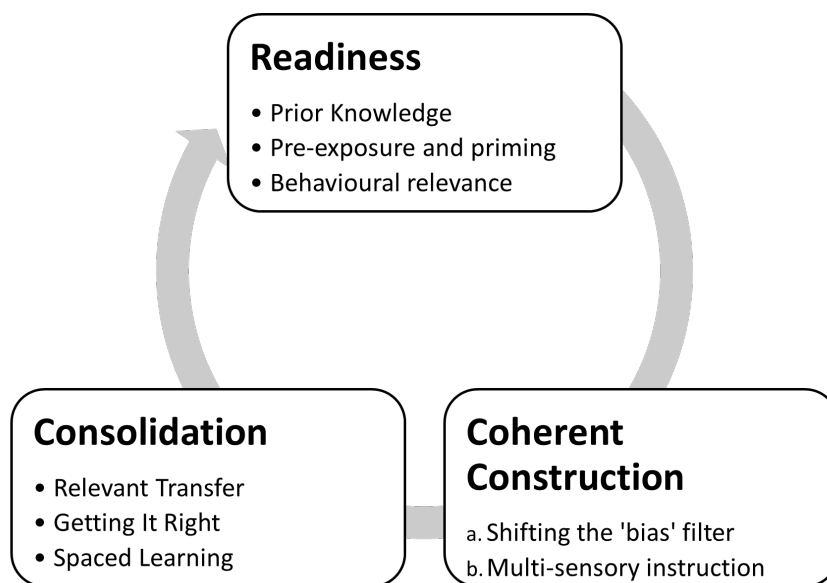 Readiness
• Prior Knowledge
• Pre-exposure and priming
• Behavioural relevance
Consolidation
• Relevant Transfer
• Getting It Right
• Spaced Learning
Coherent
Construction
a. Shifting the 'bias' filter
b. Multi-sensory instruction